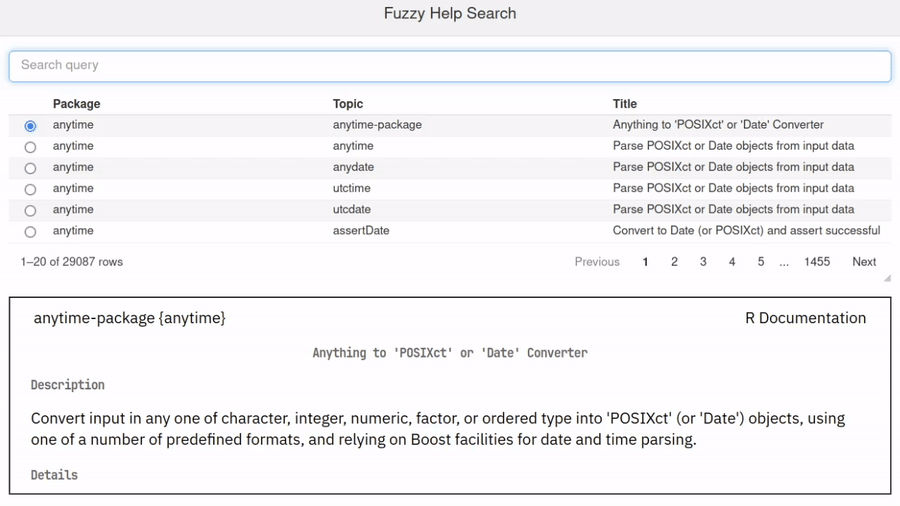 Fuzzy Help Search
Search query
Package Topic Title
anytime anytime-package Anything to 'POSIXct' or 'Date' Converter
anytime anytime Parse POSIXct or Date objects from input data
anytime anydate Parse POSIXct or Date objects from input data
anytime utctime Parse POSIXct or Date objects from input data
anytime utcdate Parse POSIXct or Date objects from input data
anytime assertDate Convert to Date (or POSIXct) and assert successful
1–20 of 29087 rows Previous 1 2 3 4 5 ... 1455 Next
anytime-package {anytime} R Documentation
Anything to 'POSIXct' or 'Date' Converter
Description
Convert input in any one of character, integer, numeric, factor, or ordered type into 'POSIXct' (or 'Date') objects, using
one of a number of predefined formats, and relying on Boost facilities for date and time parsing.
Details